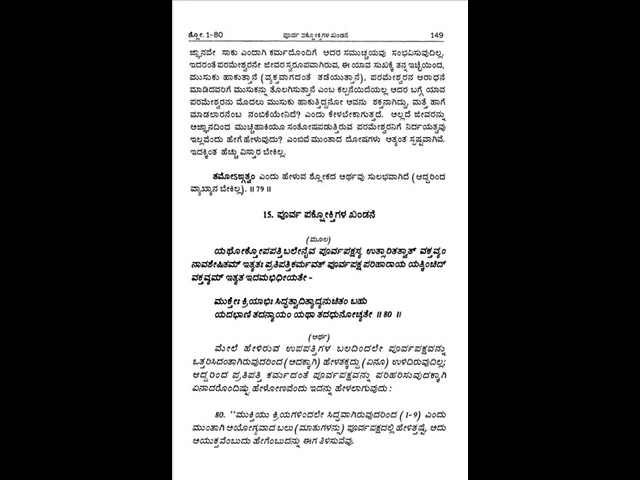 ಶ್ಲೋ. 1-80 ಪೂರ್ವ ಪಕ್ಷೋಕ್ತಿಗಳ ಖಂಡನೆ 149
ಜ್ಞಾನವೇ ಸಾಕು ಎಂದಾಗಿ ಕರ್ಮದೊಂದಿಗೆ ಅದರ ಸಮುಚ್ಚಯವು ಸಂಭವಿಸುವುದಿಲ್ಲ.
ಇದರಂತೆ ಪರಮೇಶ್ವರನೇ ಜೀವರ ಸ್ವರೂಪವಾಗಿರುವ, ಈ ಯಾವ ಸುಖಕ್ಕೆ ತನ್ನ ಇಚ್ಛೆಯಿಂದ,
ಮುಸುಕು ಹಾಕುತ್ತಾನೆ (ವ್ಯಕ್ತವಾಗದಂತೆ ತಡೆಯುತ್ತಾನೆ), ಪರಮೇಶ್ವರನ ಆರಾಧನೆ
ಮಾಡಿದವರಿಗೆ ಮುಸುಕನ್ನು ತೊಲಗಿಸುತ್ತಾನೆ ಎಂಬ ಕಲ್ಪನೆಯಿದೆಯಲ್ಲ ಅದರ ಬಗ್ಗೆ ಯಾವ
ಪರಮೇಶ್ವರನು ಮೊದಲು ಮುಸುಕು ಹಾಕುತ್ತಿದ್ದನೋ ಅವನು ಶಕ್ತನಾಗಿದ್ದು, ಮತ್ತೆ ಹಾಗೆ
ಮಾಡಲಾರನೆಂಬ ನಂಬಿಕೆಯೇನಿದೆ? ಎಂದು ಕೇಳಬೇಕಾಗುತ್ತದೆ. ಅಲ್ಲದೆ ಜೀವರನ್ನು
ಅಜ್ಞಾನದಿಂದ ಮುಚ್ಚಿಹಾಕಿಯೂ ಸಂತೋಷಪಡುತ್ತಿರುವ ಪರಮೇಶ್ವರನಿಗೆ ನಿರ್ದಯತ್ವವು
ಇಲ್ಲವೆಂದು ಹೇಗೆ ಹೇಳುವುದು? ಎಂಬಿವೆ ಮುಂತಾದ ದೋಷಗಳು ಅತ್ಯಂತ ಸ್ಪಷ್ಟವಾಗಿವೆ.
ಇದಕ್ಕಿಂತ ಹೆಚ್ಚು ವಿಸ್ತಾರ ಬೇಕಿಲ್ಲ.
ತಮೋಽಙ್ಗತ್ವಂ ಎಂದು ಹೇಳುವ ಶ್ಲೋಕದ ಅರ್ಥವು ಸುಲಭವಾಗಿದೆ (ಆದ್ದರಿಂದ
ವ್ಯಾಖ್ಯಾನ ಬೇಕಿಲ್ಲ). ॥ 79 ॥
15. ಪೂರ್ವ ಪಕ್ಷೋಕ್ತಿಗಳ ಖಂಡನೆ
(ಮೂಲ)
ಯಥೋಕ್ತೋಪಪತ್ತಿಬಲೇನೈವ ಪೂರ್ವಪಕ್ಷಸ್ಯ ಉತ್ಸಾರಿತತ್ವಾತ್ ವಕ್ತವ್ಯಂ
ನಾವಶೇಷಿತಮ್ ಇತ್ಯತಃ ಪ್ರತಿಪತ್ತಿಕರ್ಮವತ್ ಪೂರ್ವಪಕ್ಷ ಪರಿಹಾರಾಯ ಯತ್ಕಿಂಚಿದ್
ವಕ್ತವ್ಯಮ್ ಇತ್ಯತ ಇದಮಭಿಧೀಯತೇ -
ಮುಕ್ತೇಃ ಕ್ರಿಯಾಭಿಃ ಸಿದ್ಧತ್ವಾದಿತ್ಯಾದ್ಯನುಚಿತಂ ಬಹು
ಯದಭಾಣಿ ತದನ್ಯಾಯಂ ಯಥಾ ತದಧುನೋಚ್ಯತೇ ॥ 80 ॥
(ಅರ್ಥ)
ಮೇಲೆ ಹೇಳಿರುವ ಉಪಪತ್ತಿಗಳ ಬಲದಿಂದಲೇ ಪೂರ್ವಪಕ್ಷವನ್ನು
ಒತ್ತರಿಸಿದಂತಾಗಿರುವುದರಿಂದ (ಅದಕ್ಕಾಗಿ) ಹೇಳತಕ್ಕದ್ದು (ಏನೂ) ಉಳಿದಿರುವುದಿಲ್ಲ;
ಆದ್ದರಿಂದ ಪ್ರತಿಪತ್ತಿ ಕರ್ಮದಂತೆ ಪೂರ್ವಪಕ್ಷವನ್ನು ಪರಿಹರಿಸುವುದಕ್ಕಾಗಿ
ಏನಾದರೊಂದಿಷ್ಟು ಹೇಳೋಣವೆಂದು ಇದನ್ನು ಹೇಳಲಾಗುವುದು :
80. ''ಮುಕ್ತಿಯು ಕ್ರಿಯೆಗಳಿಂದಲೇ ಸಿದ್ಧವಾಗಿರುವುದರಿಂದ (1-9) ಎಂದು
ಮುಂತಾಗಿ ಅಯೋಗ್ಯವಾದ ಬಲು (ಮಾತುಗಳನ್ನು) ಪೂರ್ವಪಕ್ಷದಲ್ಲಿ ಹೇಳಿತ್ತಷ್ಟೆ, ಅದು
ಅಯುಕ್ತವೆಂಬುದು ಹೇಗೆಂಬುದನ್ನು ಈಗ ತಿಳಿಸುವೆವು.